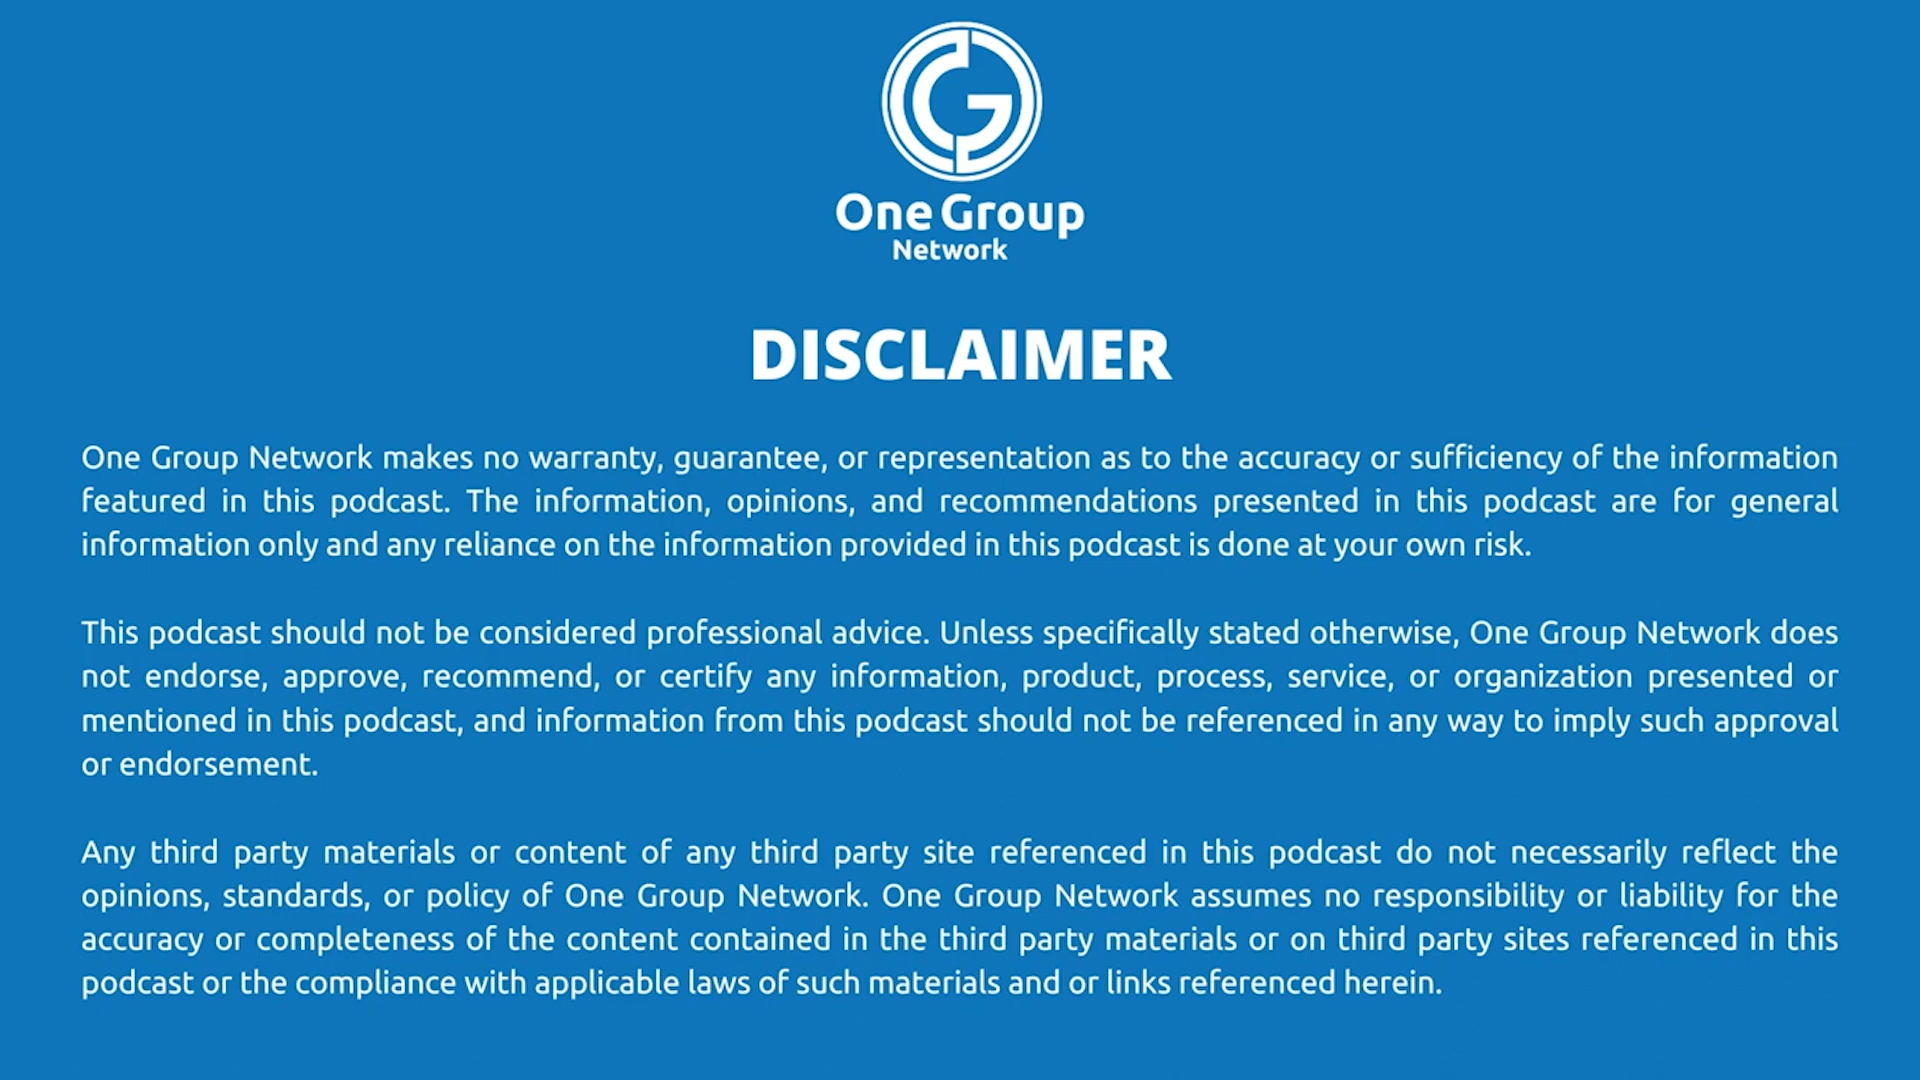 One Group
Network
DISCLAIMER
One Group Network makes no warranty, guarantee, or representation as to the accuracy or sufficiency of the information
featured in this podcast. The information, opinions, and recommendations presented in this podcast are for general
information only and any reliance on the information provided in this podcast is done at your own risk.
This podcast should not be considered professional advice. Unless specifically stated otherwise, One Group Network does
not endorse, approve, recommend, or certify any information, product, process, service, or organization presented or
mentioned in this podcast, and information from this podcast should not be referenced in any way to imply such approval
or endorsement.
Any third party materials or content of any third party site referenced in this podcast do not necessarily reflect the
opinions, standards, or policy of One Group Network. One Group Network assumes no responsibility or liability for the
accuracy or completeness of the content contained in the third party materials or on third party sites referenced in this
podcast or the compliance with applicable laws of such materials and or links referenced herein.